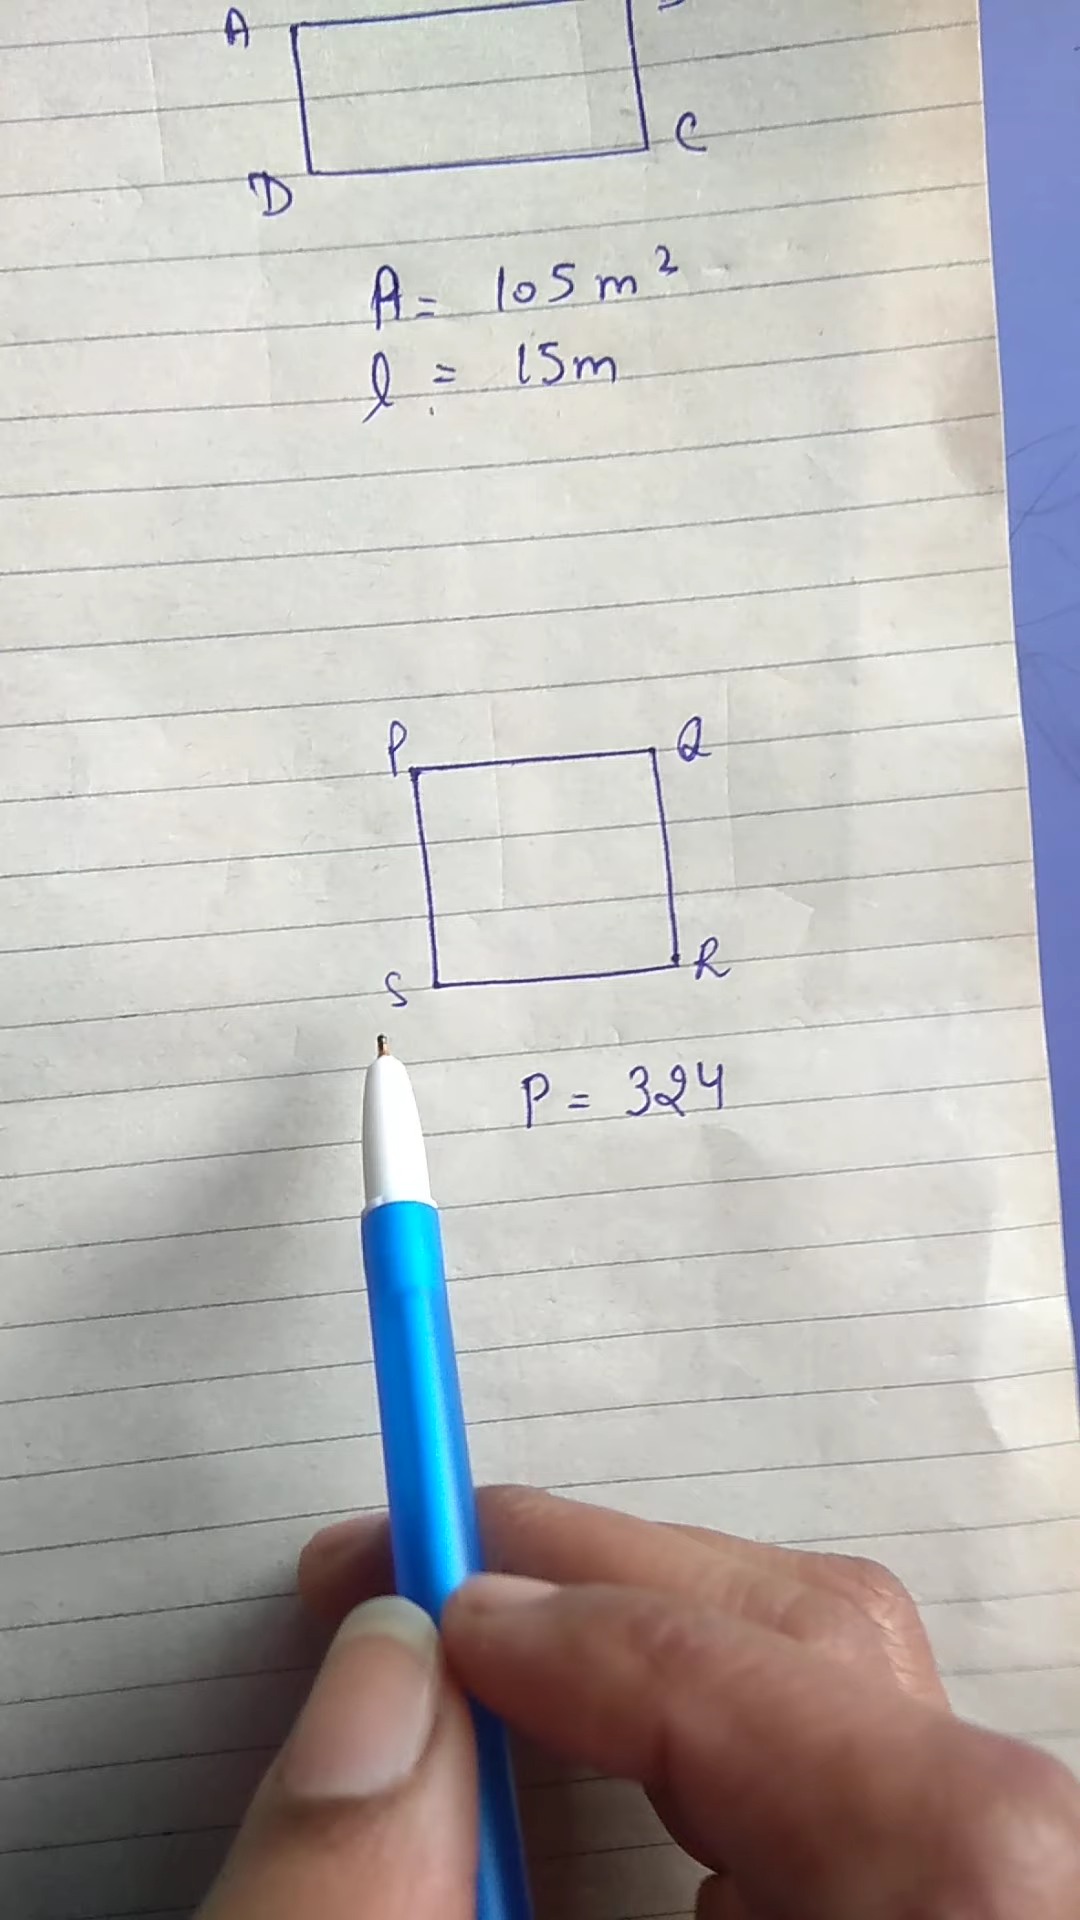 A
C
D
A = 105 m²
l = 15m
P Q
S R
P = 324